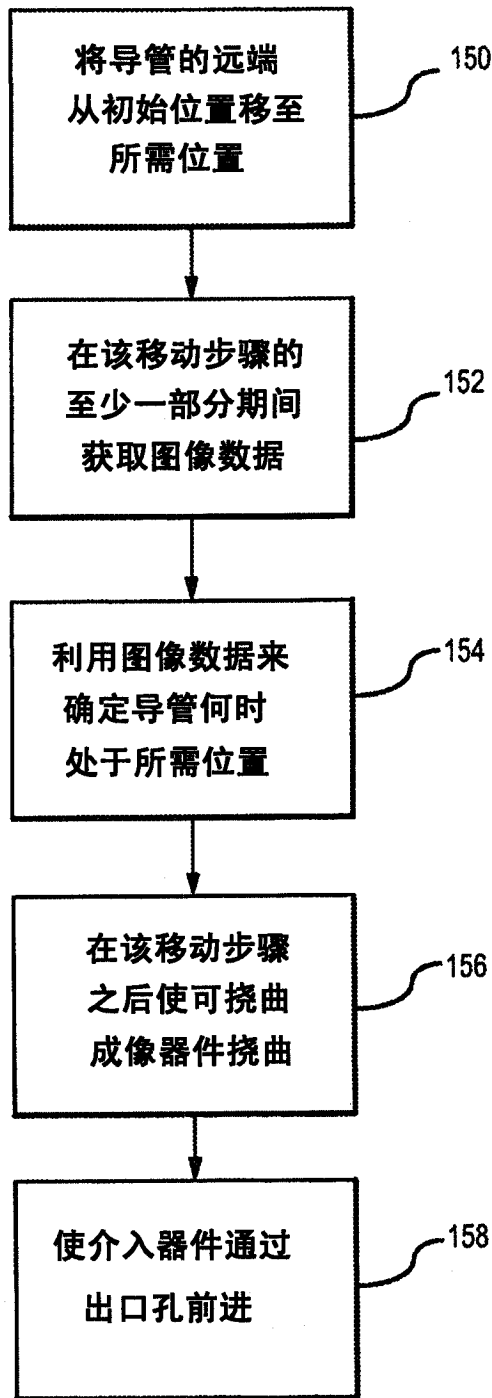 将导管的远端
从初始位置移至
所需位置
150
在该移动步骤的
至少一部分期间
获取图像数据
152
利用图像数据来
确定导管何时
处于所需位置
154
在该移动步骤
之后使可挠曲
成像器件挠曲
156
使介入器件通过
出口孔前进
158